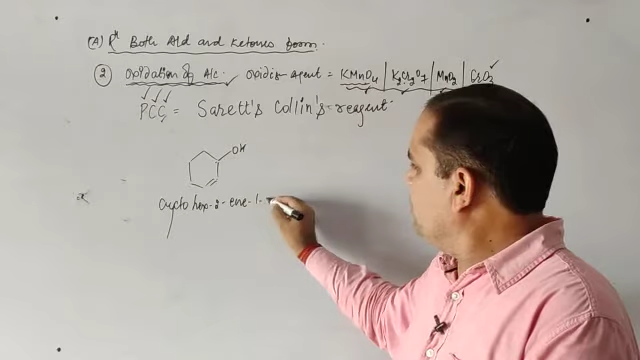 (A) Rⁿ Both Ald and Ketones form.
② Oxidation of Alc. oxidis-agent = KMnO4 | K2Cr2O7 | MnO2 | CrO3
PCC = Sarett's Collin's-reagent
OH
Cyclo hex-2-ene-1-